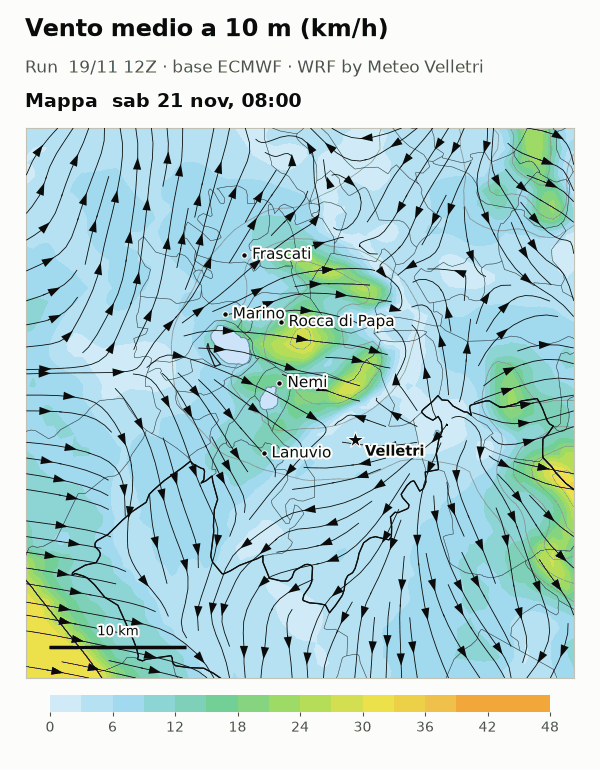 Vento medio a 10 m (km/h)
Run  19/11 12Z · base ECMWF · WRF by Meteo Velletri
Mappa  sab 21 nov, 08:00
Frascati
Marino
Rocca di Papa
Nemi
Velletri
Lanuvio
10 km
0 6 12 18 24 30 36 42 48